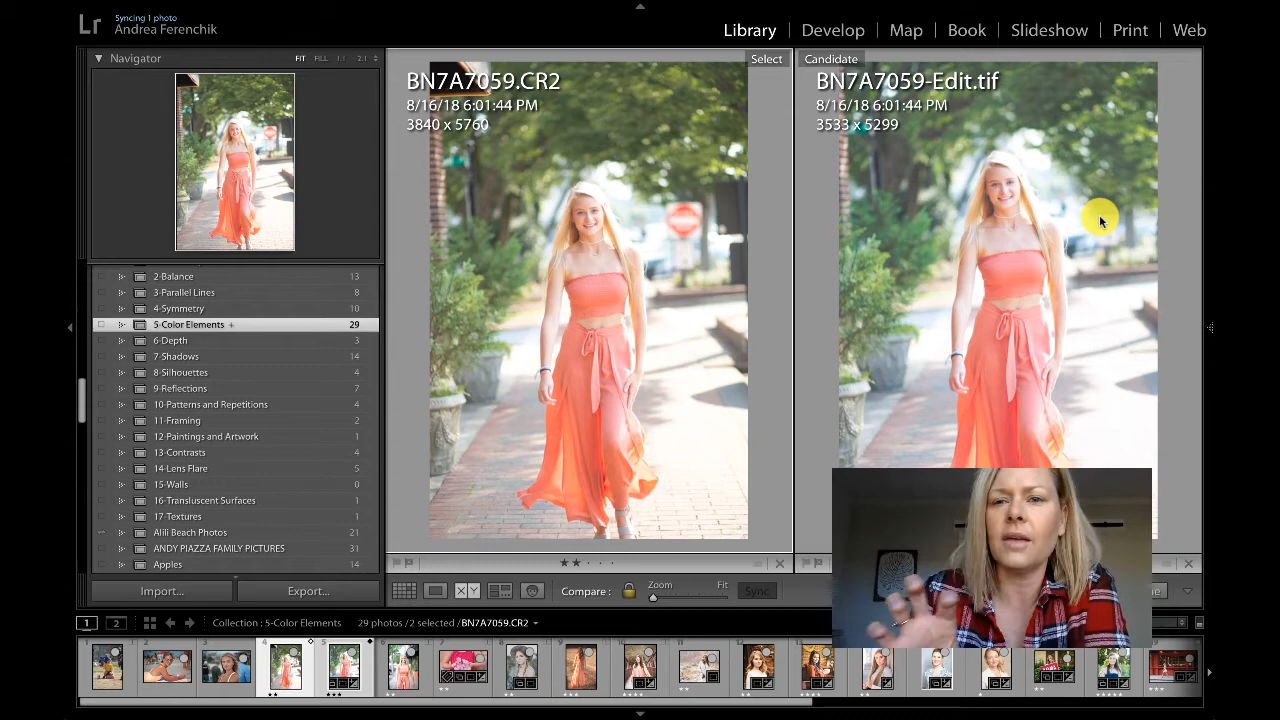 Lr
Syncing 1 photo
Andrea Ferenchik
Library
Develop
Map
Book
Slideshow
Print
Web
Navigator
FIT
FILL
1:1
2:1
Select
BN7A7059.CR2
8/16/18 6:01:44 PM
3840 x 5760
Candidate
BN7A7059-Edit.tif
8/16/18 6:01:44 PM
3533 x 5299
2-Balance 13
3-Parallel Lines 8
4-Symmetry 10
5-Color Elements + 29
6-Depth 3
7-Shadows 14
8-Silhouettes 4
9-Reflections 7
10-Patterns and Repetitions 4
11-Framing 2
12-Paintings and Artwork 1
13-Contrasts 4
14-Lens Flare 5
15-Walls 0
16-Transluscent Surfaces 1
17-Textures 1
Alili Beach Photos 21
ANDY PIAZZA FAMILY PICTURES 31
Apples 14
Import...
Export...
XY
Compare :
Zoom
Fit
Sync
1
2
Collection : 5-Color Elements
29 photos /2 selected /BN7A7059.CR2